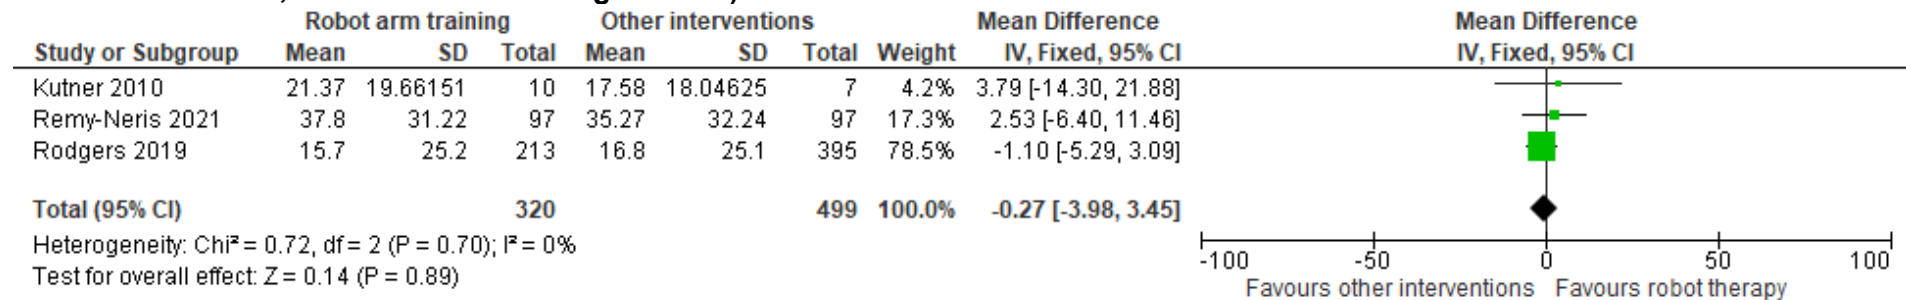 Robot arm training Other interventions Mean Difference Mean Difference
Study or Subgroup Mean SD Total Mean SD Total Weight IV, Fixed, 95% CI IV, Fixed, 95% CI
Kutner 2010 21.37 19.66151 10 17.58 18.04625 7 4.2% 3.79 [-14.30, 21.88]
Remy-Neris 2021 37.8 31.22 97 35.27 32.24 97 17.3% 2.53 [-6.40, 11.46]
Rodgers 2019 15.7 25.2 213 16.8 25.1 395 78.5% -1.10 [-5.29, 3.09]
Total (95% CI) 320 499 100.0% -0.27 [-3.98, 3.45]
Heterogeneity: Chi² = 0.72, df = 2 (P = 0.70); I² = 0%
Test for overall effect: Z = 0.14 (P = 0.89)
-100 -50 0 50 100
Favours other interventions Favours robot therapy